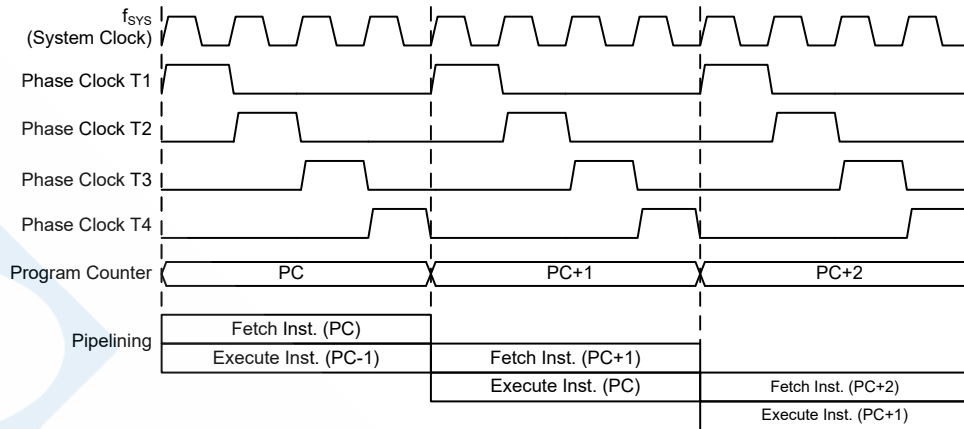 fSYS
(System Clock)
Phase Clock T1
Phase Clock T2
Phase Clock T3
Phase Clock T4
Program Counter PC PC+1 PC+2
Pipelining
Fetch Inst. (PC)
Execute Inst. (PC-1) Fetch Inst. (PC+1)
Execute Inst. (PC) Fetch Inst. (PC+2)
Execute Inst. (PC+1)